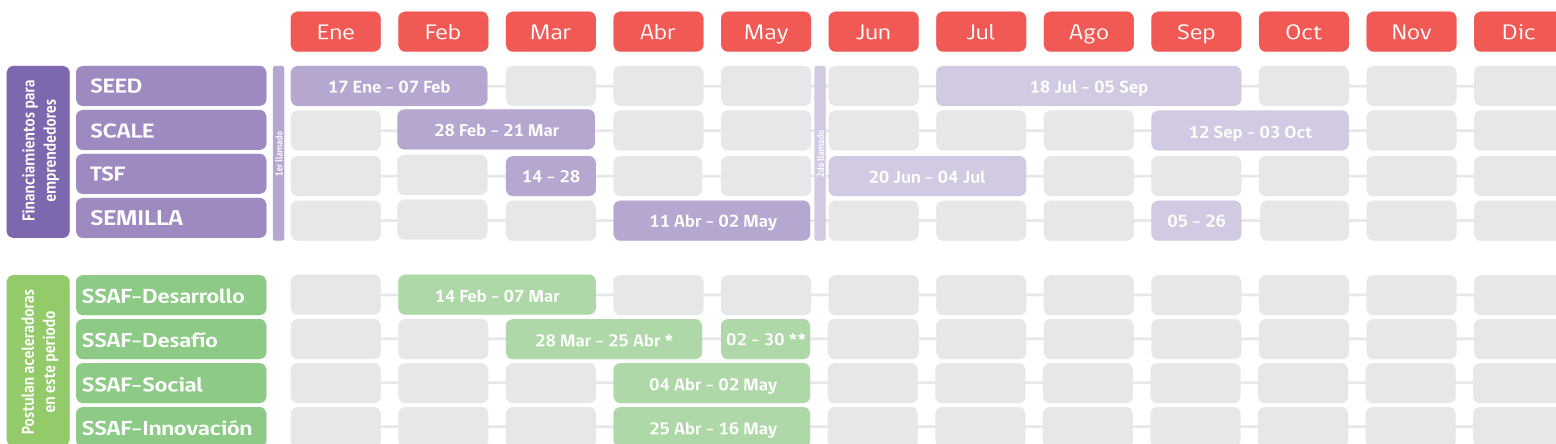 Ene Feb Mar Abr May Jun Jul Ago Sep Oct Nov Dic
Financiamientos para
emprendedores
1er llamado
2do llamado
SEED 17 Ene - 07 Feb 18 Jul - 05 Sep
SCALE 28 Feb - 21 Mar 12 Sep - 03 Oct
TSF 14 - 28 20 Jun - 04 Jul
SEMILLA 11 Abr - 02 May 05 - 26
Postulan aceleradoras
en este periodo
SSAF-Desarrollo 14 Feb - 07 Mar
SSAF-Desafío 28 Mar - 25 Abr * 02 - 30 **
SSAF-Social 04 Abr - 02 May
SSAF-Innovación 25 Abr - 16 May